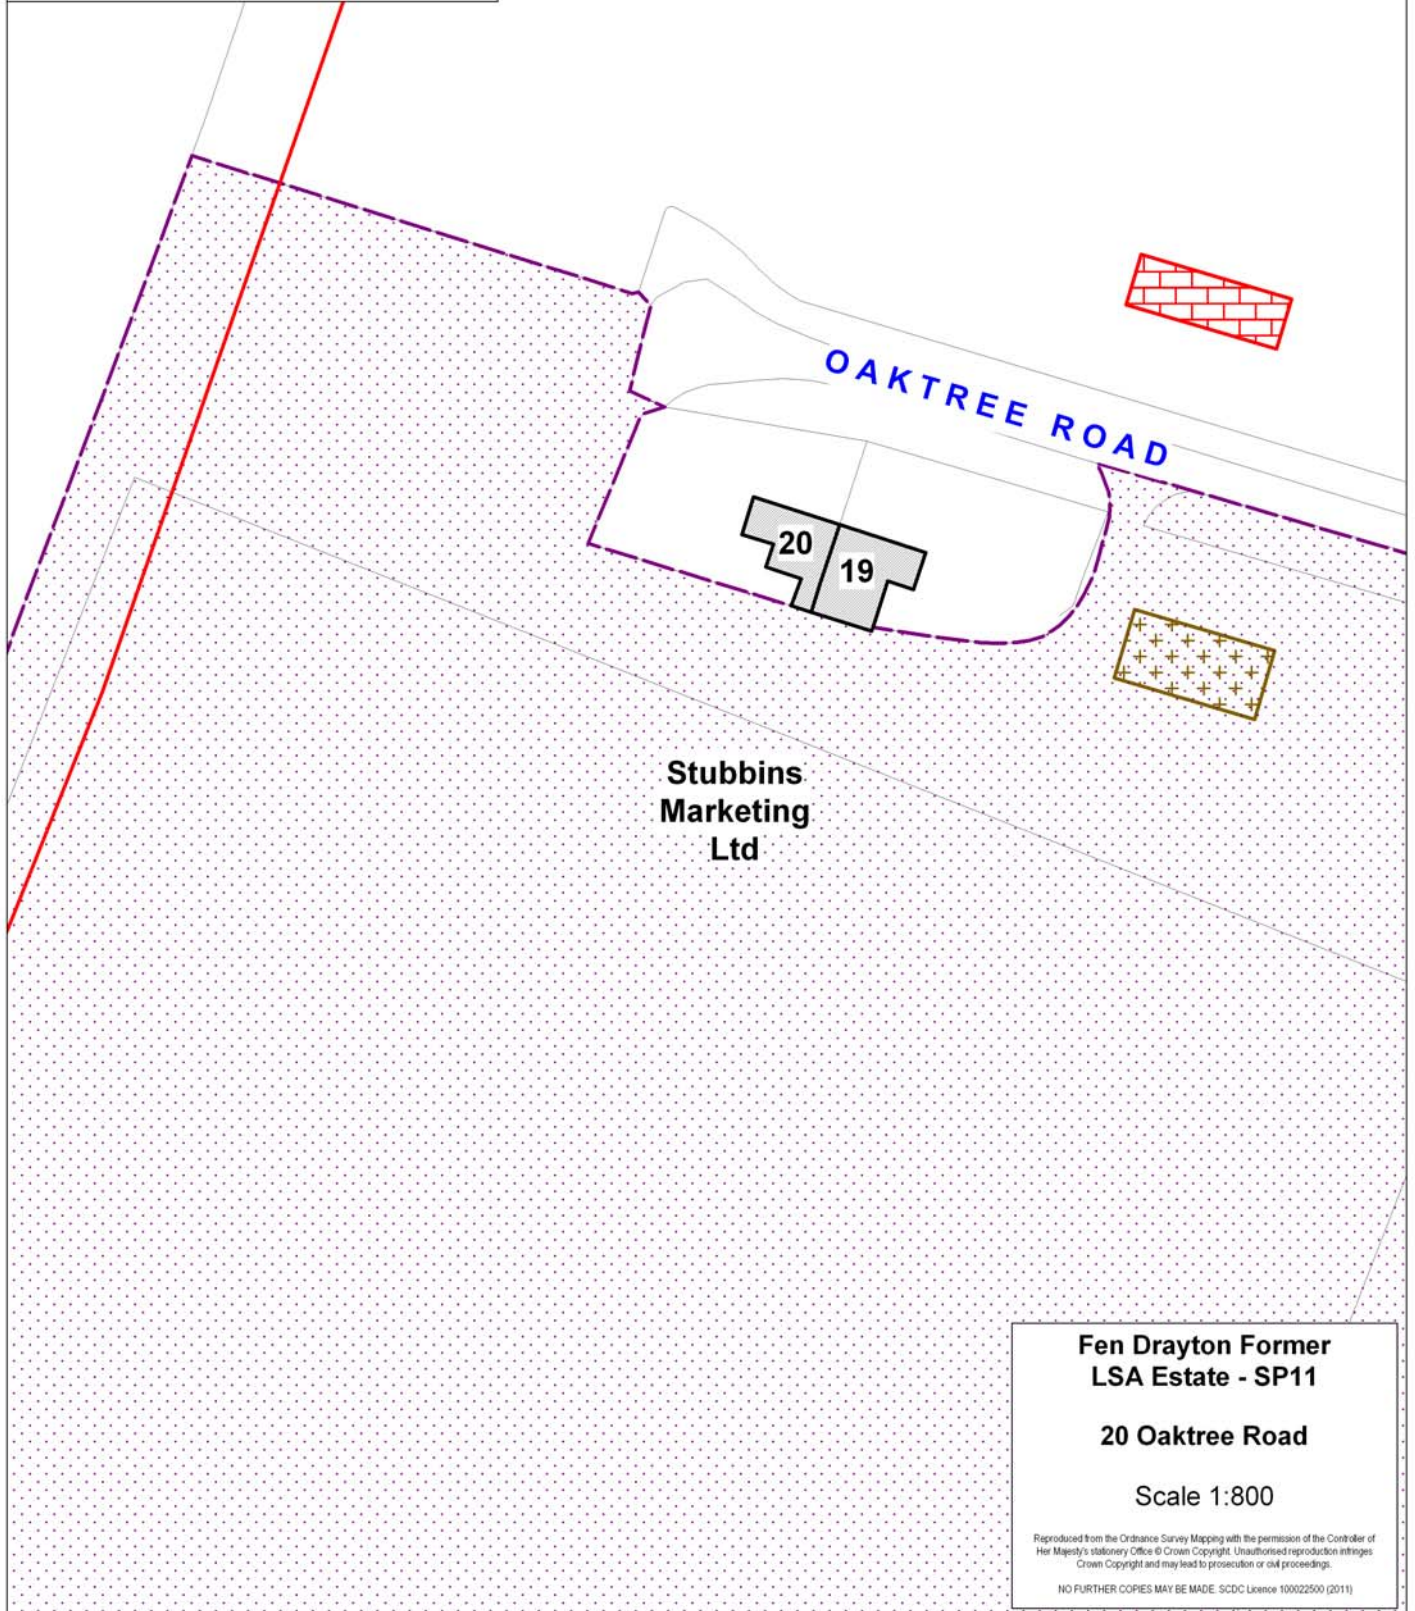 OAKTREE ROAD
20
19
Stubbins
Marketing
Ltd
Fen Drayton Former
LSA Estate - SP11
20 Oaktree Road
Scale 1:800
Reproduced from the Ordnance Survey Mapping with the permission of the Controller of
Her Majesty's stationery Office © Crown Copyright. Unauthorised reproduction infringes
Crown Copyright and may lead to prosecution or civil proceedings.
NO FURTHER COPIES MAY BE MADE. SCDC Licence 100022500 (2011)